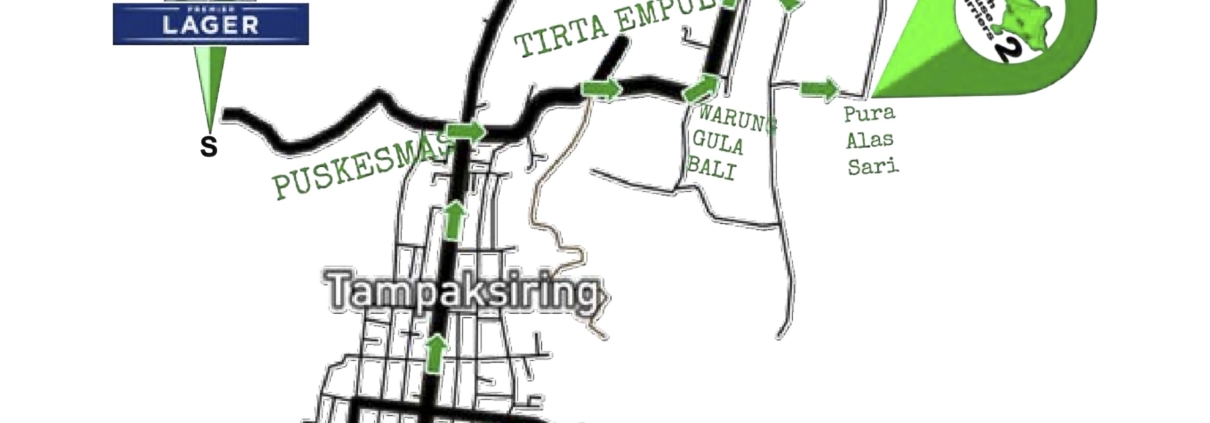 PREMIER
LAGER
TIRTA EMPUL
S
PUSKESMAS
WARUNG
GULA
BALI
Pura
Alas
Sari
2
Tampaksiring